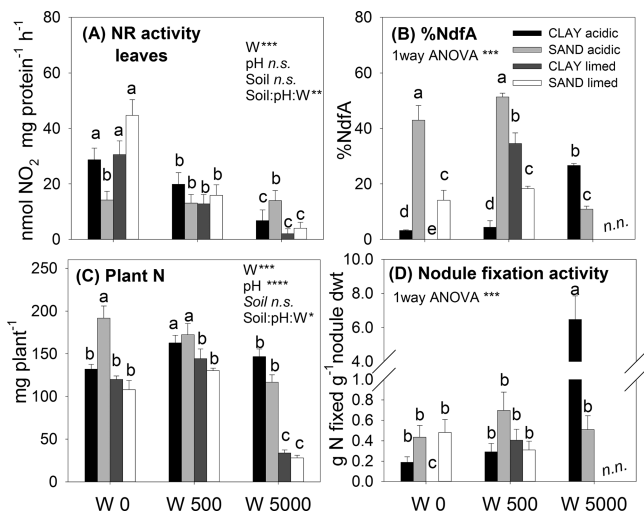 (A) NR activity
leaves
W***
pH n.s.
Soil n.s.
Soil:pH:W**
nmol NO2 mg protein-1 h-1
80
60
40
20
0
a
b
a
a
b
b
b
b
c
b
c
c
(B) %NdfA
1way ANOVA ***
CLAY acidic
SAND acidic
CLAY limed
SAND limed
%NdfA
80
60
40
20
0
d
a
e
c
d
a
b
c
b
c
n.n.
(C) Plant N
W***
pH ****
Soil n.s.
Soil:pH:W*
mg plant-1
250
200
150
100
50
0
b
a
b
b
a
a
b
b
b
b
c
c
W 0
W 500
W 5000
(D) Nodule fixation activity
1way ANOVA ***
g N fixed g-1 nodule dwt
10.0
8.0
6.0
4.0
1.0
0.8
0.6
0.4
0.2
0.0
b
b
c
b
b
b
b
b
a
b
n.n.
W 0
W 500
W 5000